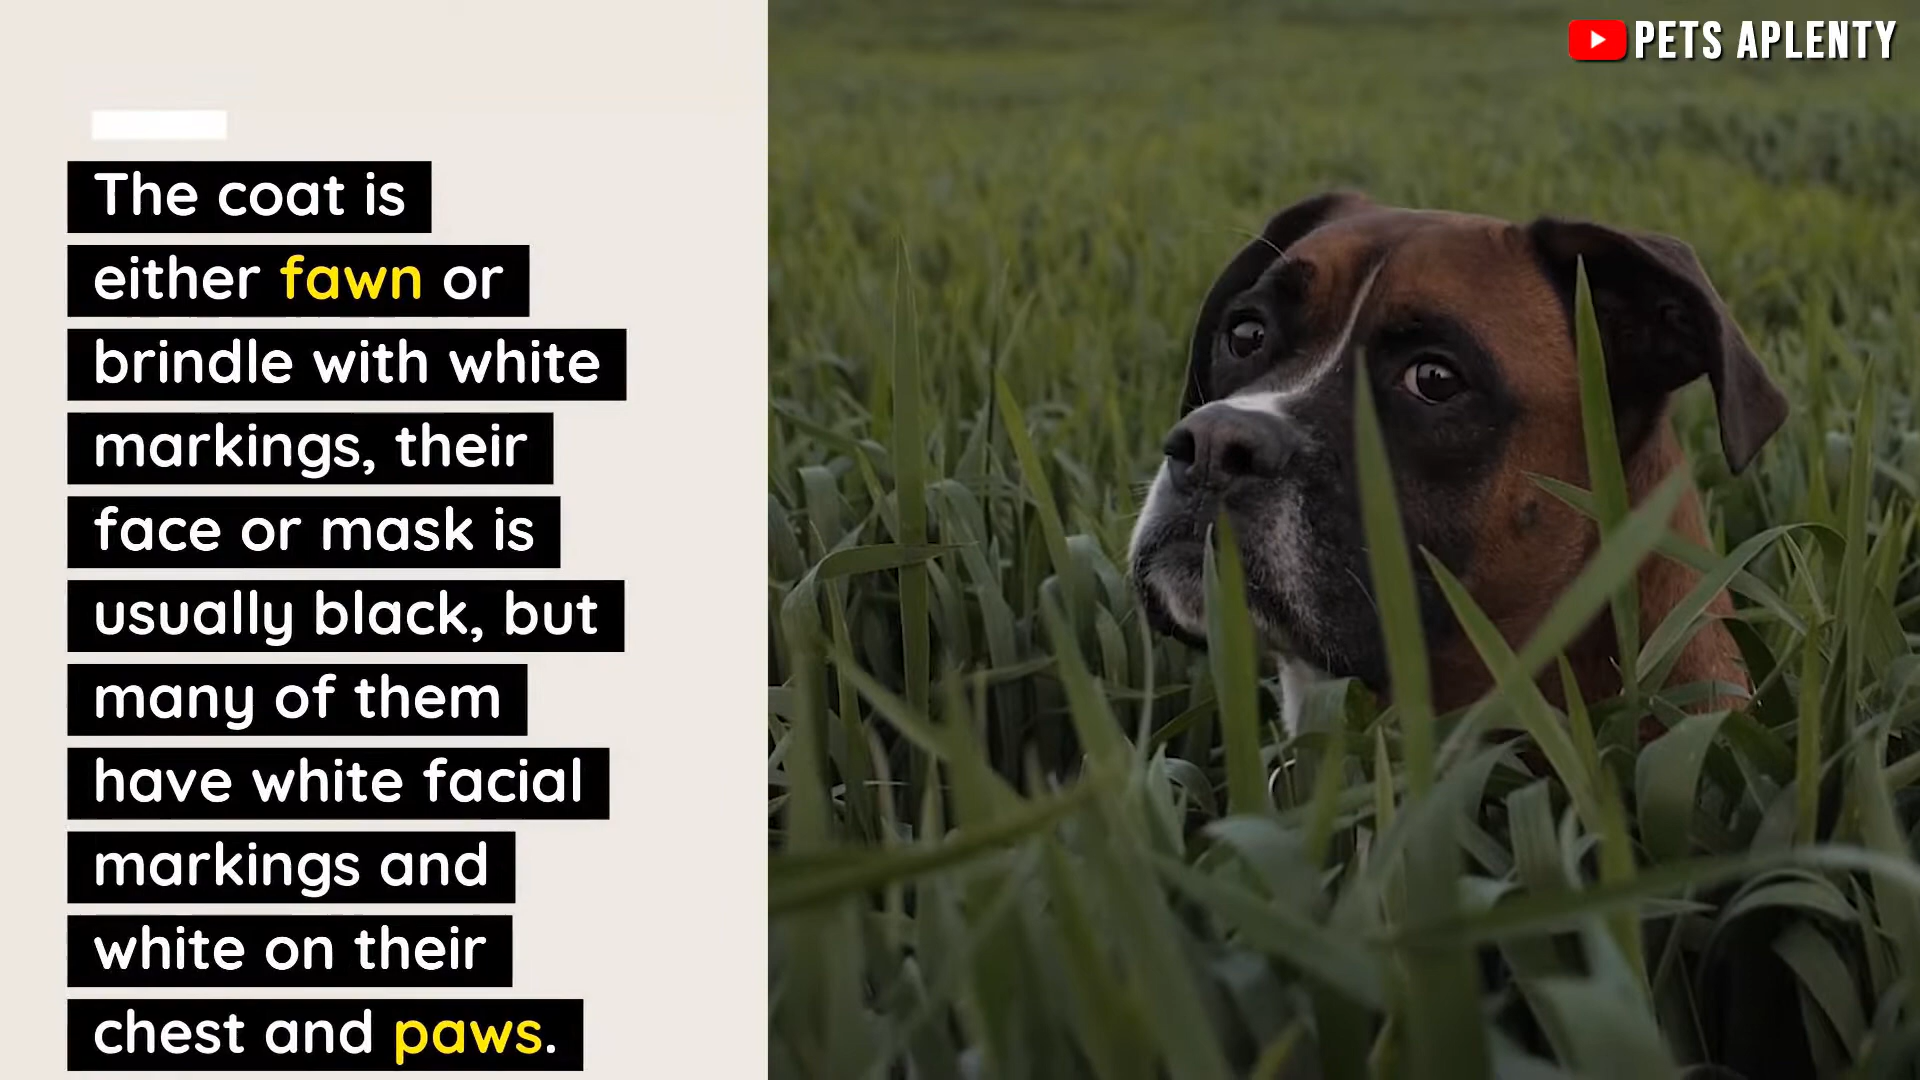 PETS APLENTY
The coat is
either fawn or
brindle with white
markings, their
face or mask is
usually black, but
many of them
have white facial
markings and
white on their
chest and paws.